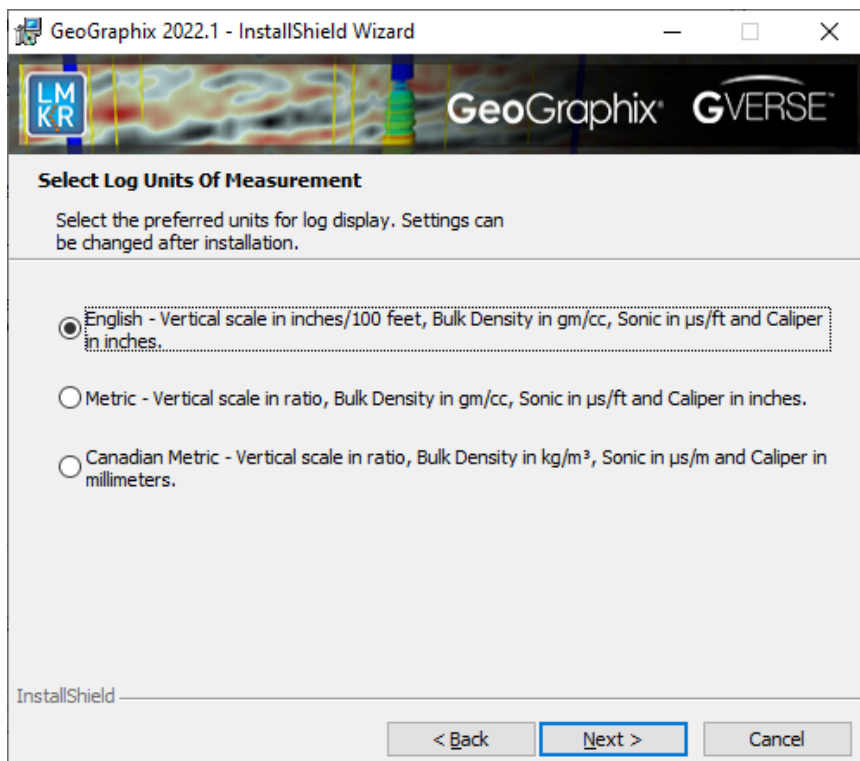 GeoGraphix 2022.1 - InstallShield Wizard
LM
KR
GeoGraphix® GVERSE™
Select Log Units Of Measurement
Select the preferred units for log display. Settings can
be changed after installation.
English - Vertical scale in inches/100 feet, Bulk Density in gm/cc, Sonic in µs/ft and Caliper
in inches.
Metric - Vertical scale in ratio, Bulk Density in gm/cc, Sonic in µs/ft and Caliper in inches.
Canadian Metric - Vertical scale in ratio, Bulk Density in kg/m³, Sonic in µs/m and Caliper in
millimeters.
InstallShield
< Back Next > Cancel